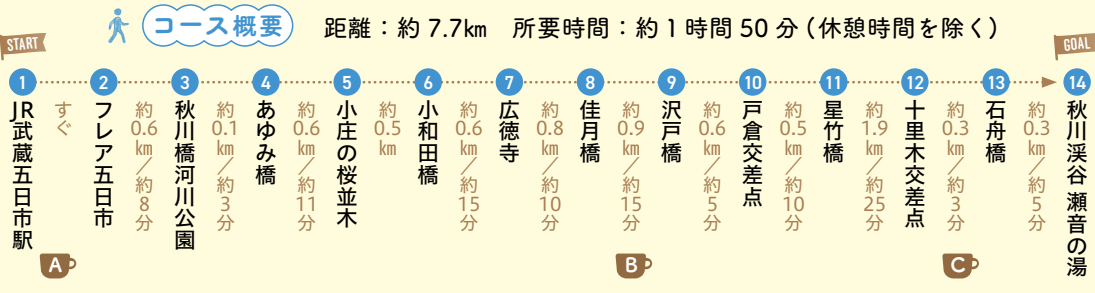 コース概要
距離：約7.7㎞　所要時間：約1時間50分（休憩時間を除く）
START
GOAL
1
JR武蔵五日市駅
すぐ
2
フレア五日市
約0.6㎞／約8分
3
秋川橋河川公園
約0.1㎞／約3分
4
あゆみ橋
約0.6㎞／約11分
5
小庄の桜並木
約0.5㎞
6
小和田橋
約0.6㎞／約15分
7
広徳寺
約0.8㎞／約10分
8
佳月橋
約0.9㎞／約15分
9
沢戸橋
約0.6㎞／約5分
10
戸倉交差点
約0.5㎞／約10分
11
星竹橋
約1.9㎞／約25分
12
十里木交差点
約0.3㎞／約3分
13
石舟橋
約0.3㎞／約5分
14
秋川渓谷 瀬音の湯
A
B
C